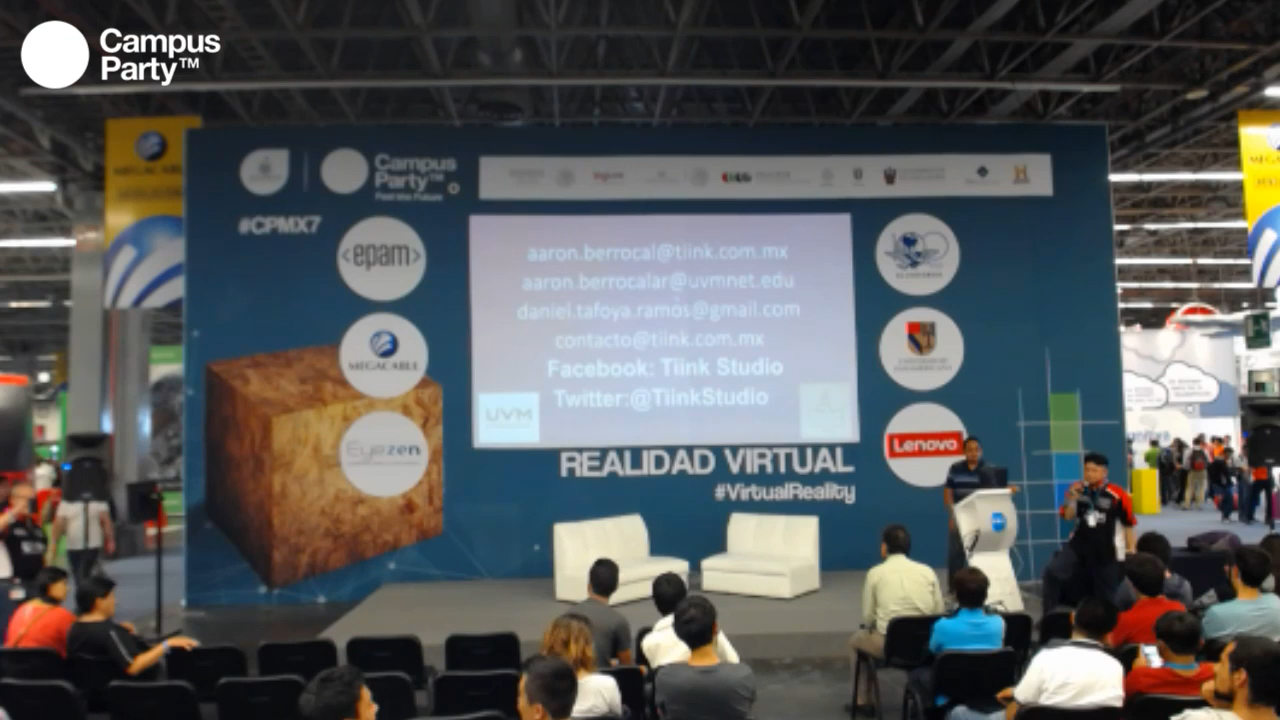 Campus
Party™
MEGACABLE
Campus
Party™
#CPMX7
<epam>
MEGACABLE
Eyezen
aaron.berrocal@tiink.com.mx
aaron.berrocalar@uvmnet.edu
daniel.tafoya.ramos@gmail.com
contacto@tiink.com.mx
Facebook: Tiink Studio
Twitter:@TiinkStudio
UVM
Lenovo
REALIDAD VIRTUAL
#VirtualReality